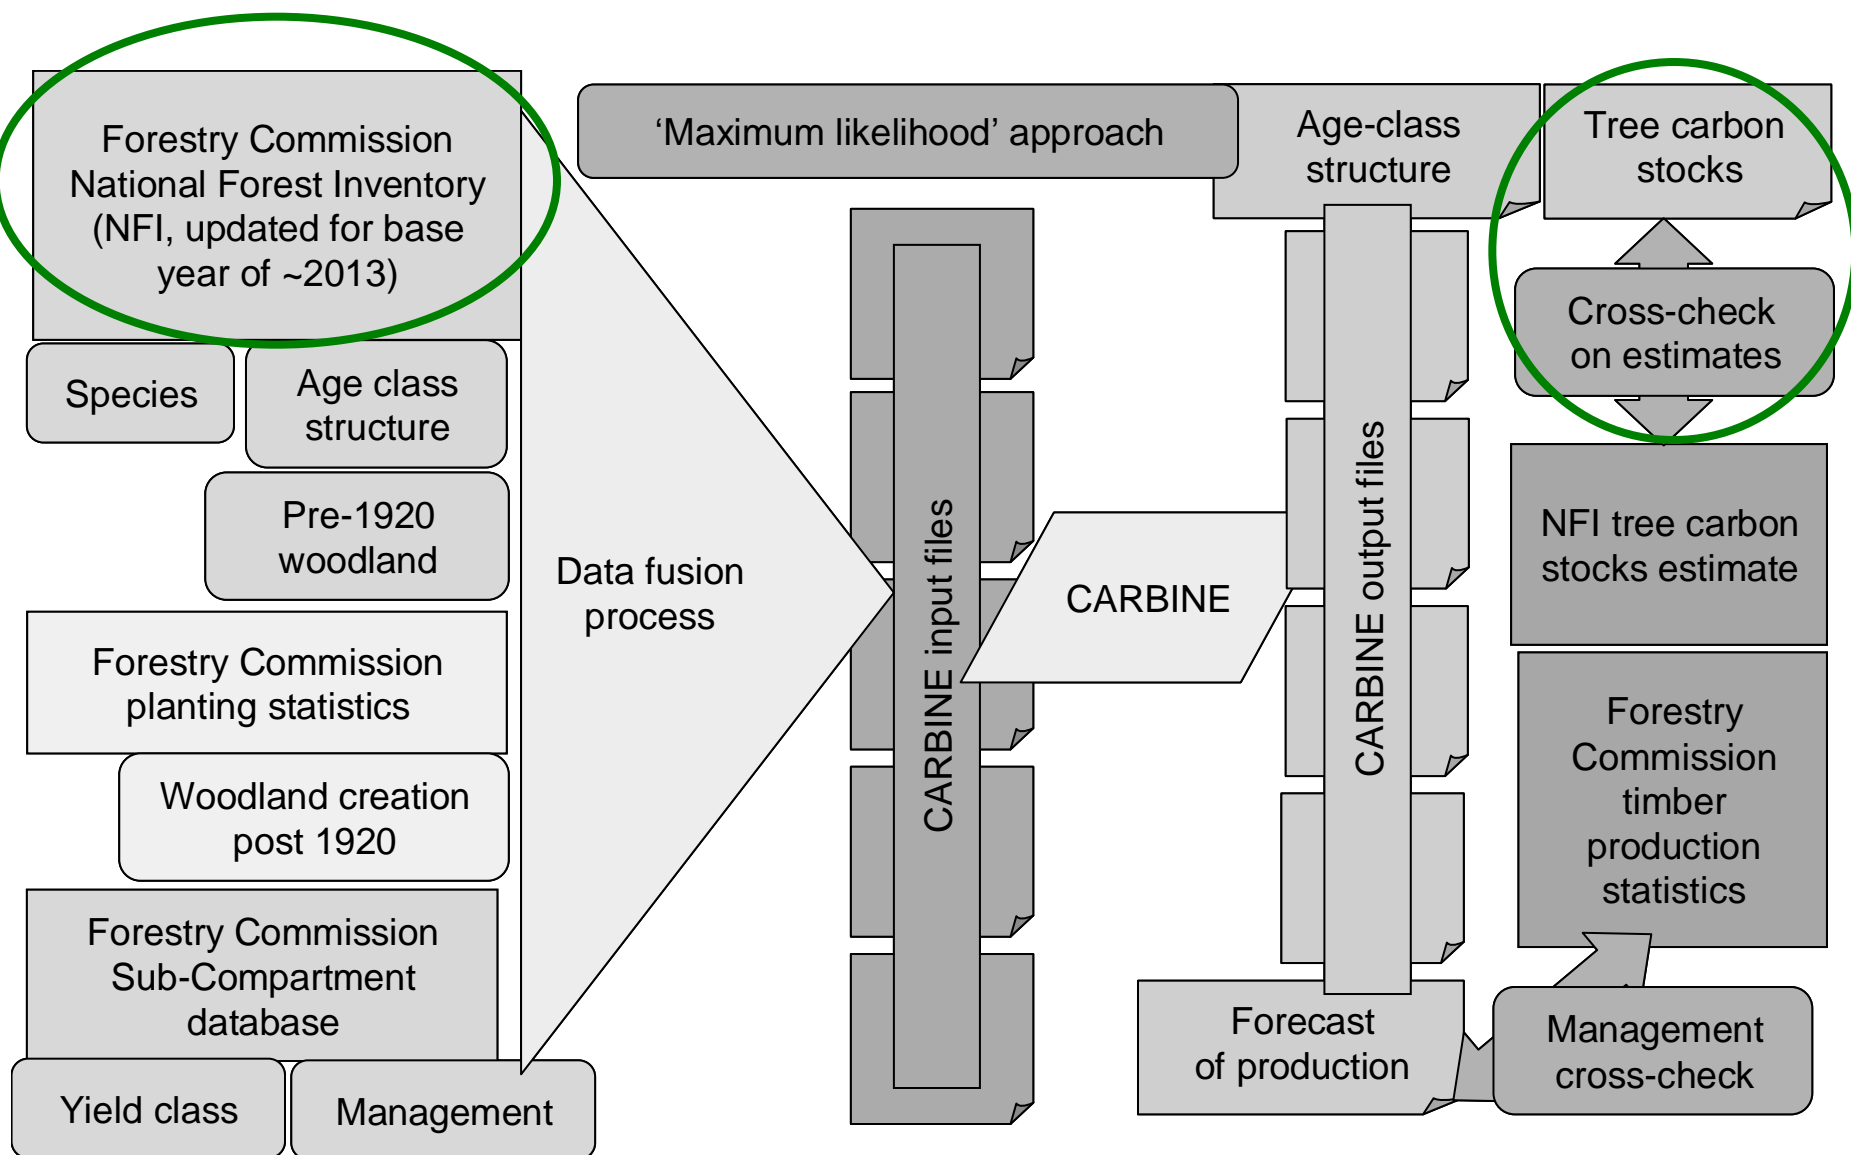 Forestry Commission
National Forest Inventory
(NFI, updated for base
year of ~2013)
Species
Age class
structure
Pre-1920
woodland
Forestry Commission
planting statistics
Woodland creation
post 1920
Forestry Commission
Sub-Compartment
database
Yield class
Management
Data fusion
process
‘Maximum likelihood’ approach
CARBINE input files
CARBINE
CARBINE output files
Age-class
structure
Forecast
of production
Tree carbon
stocks
Cross-check
on estimates
NFI tree carbon
stocks estimate
Forestry
Commission
timber
production
statistics
Management
cross-check